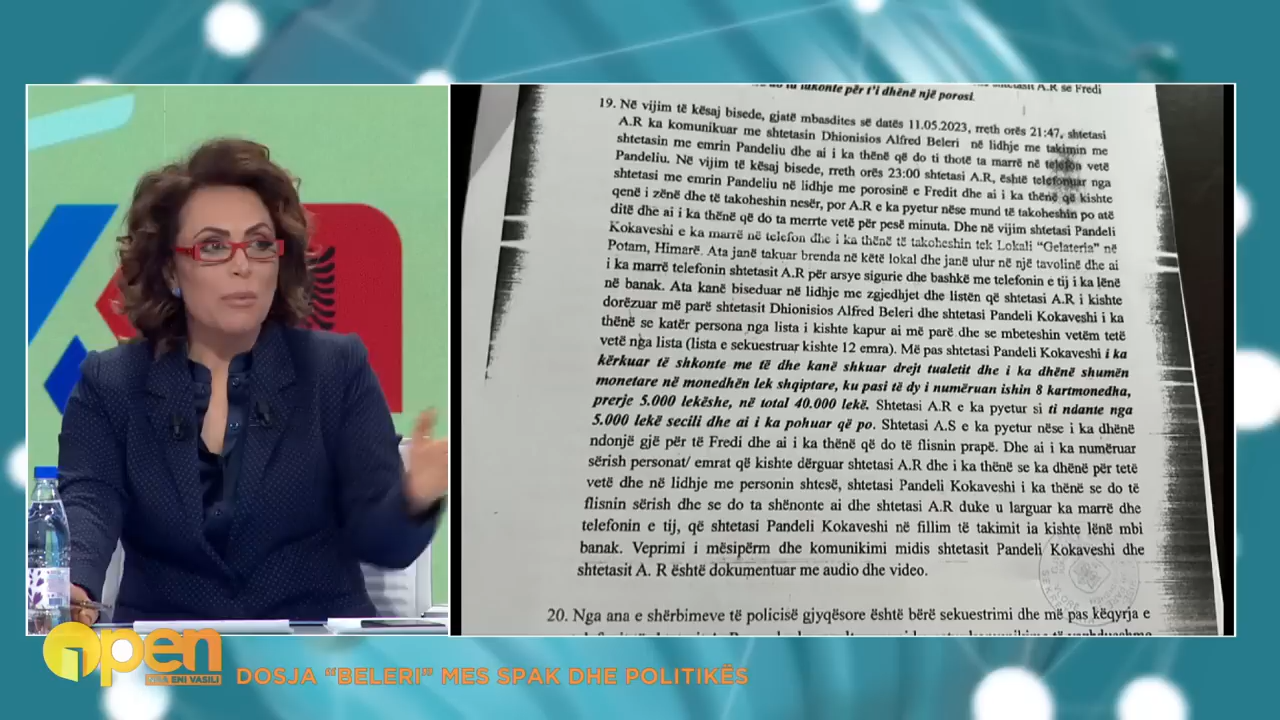 do ta takonte për t'i dhënë një porosi.
A.R se Fredi
19. Në vijim të kësaj bisede, gjatë mbasdites së datës 11.05.2023, rreth orës 21:47, shtetasi
A.R ka komunikuar me shtetasin Dhionisios Alfred Beleri në lidhje me takimin me
shtetasin me emrin Pandeliu dhe ai i ka thënë që do ti thotë ta marrë në telefon vetë
Pandeliu. Në vijim të kësaj bisede, rreth orës 23:00 shtetasi A.R, është telefonuar nga
shtetasi me emrin Pandeliu në lidhje me porosinë e Fredit dhe ai i ka thënë që kishte
qenë i zënë dhe të takoheshin nesër, por A.R e ka pyetur nëse mund të takoheshin po atë
ditë dhe ai i ka thënë që do ta merrte vetë për pesë minuta. Dhe në vijim shtetasi Pandeli
Kokaveshi e ka marrë në telefon dhe i ka thënë të takoheshin tek Lokali “Gelateria” në
Potam, Himarë. Ata janë takuar brenda në këtë lokal dhe janë ulur në një tavolinë dhe ai
i ka marrë telefonin shtetasit A.R për arsye sigurie dhe bashkë me telefonin e tij i ka lënë
në banak. Ata kanë biseduar në lidhje me zgjedhjet dhe listën që shtetasi A.R i kishte
dorëzuar më parë shtetasit Dhionisios Alfred Beleri dhe shtetasi Pandeli Kokaveshi i ka
thënë se katër persona nga lista i kishte kapur ai më parë dhe se mbeteshin vetëm tetë
vetë nga lista (lista e sekuestruar kishte 12 emra). Më pas shtetasi Pandeli Kokaveshi i ka
kërkuar të shkonte me të dhe kanë shkuar drejt tualetit dhe i ka dhënë shumën
monetare në monedhën lek shqiptare, ku pasi të dy i numëruan ishin 8 kartmonedha,
prerje 5.000 lekëshe, në total 40.000 lekë. Shtetasi A.R e ka pyetur si ti ndante nga
5.000 lekë secili dhe ai i ka pohuar që po. Shtetasi A.S e ka pyetur nëse i ka dhënë
ndonjë gjë për të Fredi dhe ai i ka thënë që do të flisnin prapë. Dhe ai i ka numëruar
sërish personat/ emrat që kishte dërguar shtetasi A.R dhe i ka thënë se ka dhënë për tetë
vetë dhe në lidhje me personin shtesë, shtetasi Pandeli Kokaveshi i ka thënë se do të
flisnin sërish dhe se do ta shënonte ai dhe shtetasi A.R duke u larguar ka marrë dhe
telefonin e tij, që shtetasi Pandeli Kokaveshi në fillim të takimit ia kishte lënë mbi
banak. Veprimi i mësipërm dhe komunikimi midis shtetasit Pandeli Kokaveshi dhe
shtetasit A. R është dokumentuar me audio dhe video.
20. Nga ana e shërbimeve të policisë gjyqësore është bërë sekuestrimi dhe më pas këqyrja e
open
NGA ENI VASILI
DOSJA “BELERI” MES SPAK DHE POLITIKËS